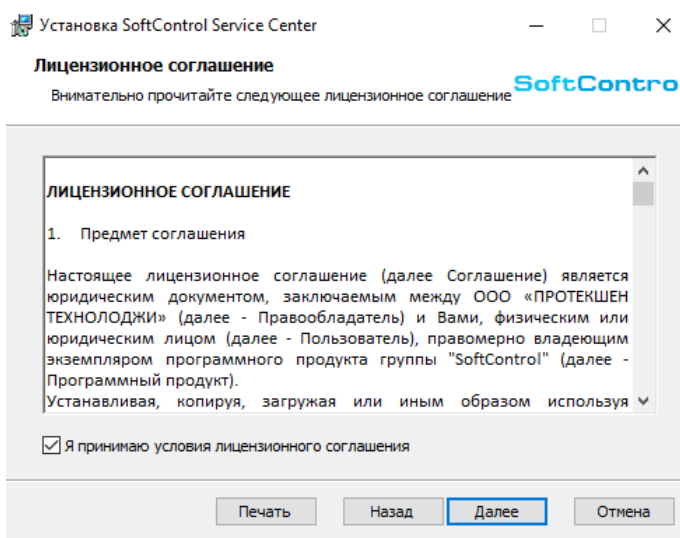 Установка SoftControl Service Center
Лицензионное соглашение
Внимательно прочитайте следующее лицензионное соглашение
SoftContro
ЛИЦЕНЗИОННОЕ СОГЛАШЕНИЕ
1. Предмет соглашения
Настоящее лицензионное соглашение (далее Соглашение) является
юридическим документом, заключаемым между ООО «ПРОТЕКШЕН
ТЕХНОЛОДЖИ» (далее - Правообладатель) и Вами, физическим или
юридическим лицом (далее - Пользователь), правомерно владеющим
экземпляром программного продукта группы "SoftControl" (далее -
Программный продукт).
Устанавливая, копируя, загружая или иным образом используя
Я принимаю условия лицензионного соглашения
Печать
Назад
Далее
Отмена